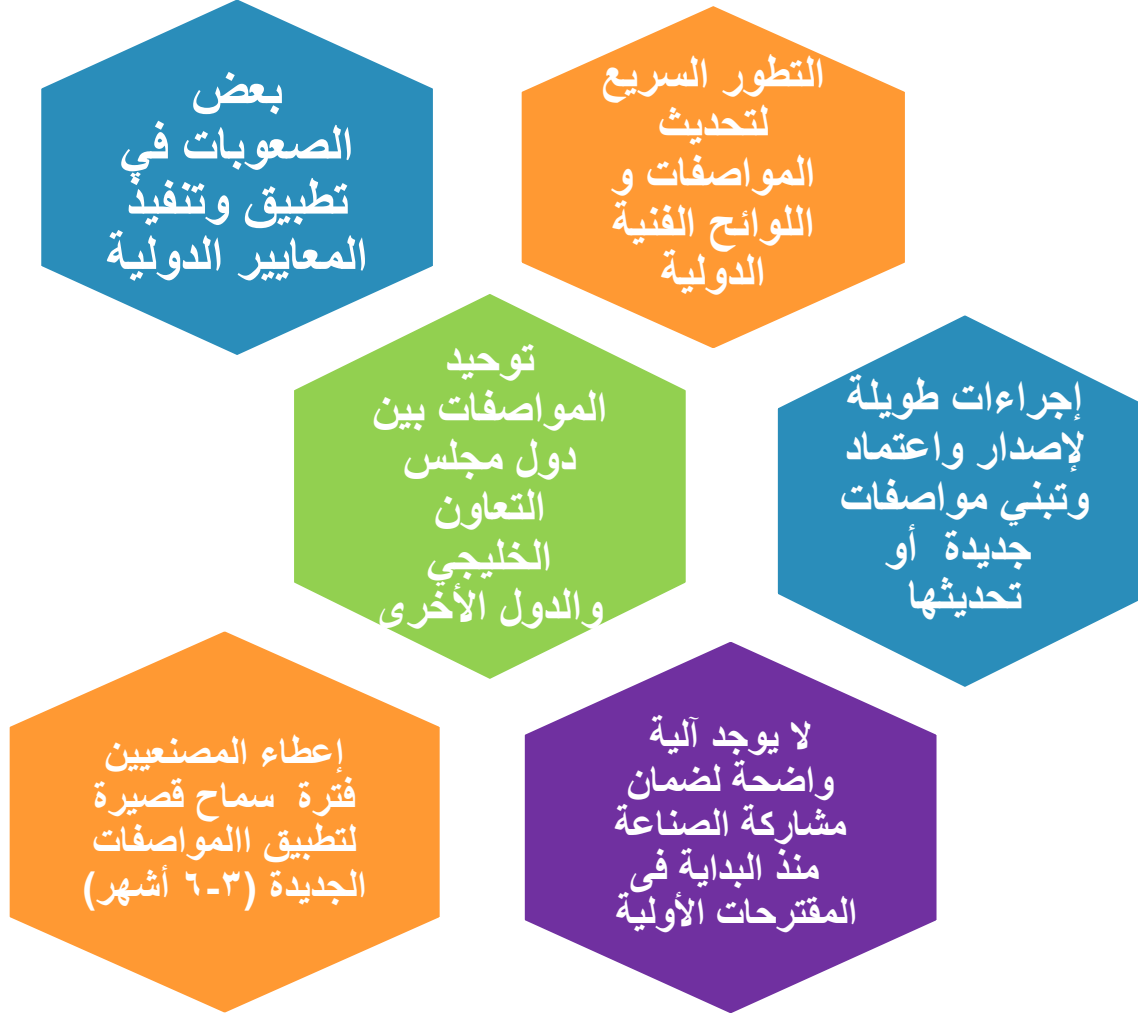 التطور السريع
لتحديث
المواصفات و
اللوائح الفنية
الدولية
بعض
الصعوبات في
تطبيق وتنفيذ
المعايير الدولية
إجراءات طويلة
لإصدار واعتماد
وتبني مواصفات
جديدة أو
تحديثها
توحيد
المواصفات بين
دول مجلس
التعاون
الخليجي
والدول الأخرى
لا يوجد آلية
واضحة لضمان
مشاركة الصناعة
منذ البداية فى
المقترحات الأولية
إعطاء المصنعيين
فترة سماح قصيرة
لتطبيق االمواصفات
الجديدة (٣-٦ أشهر)